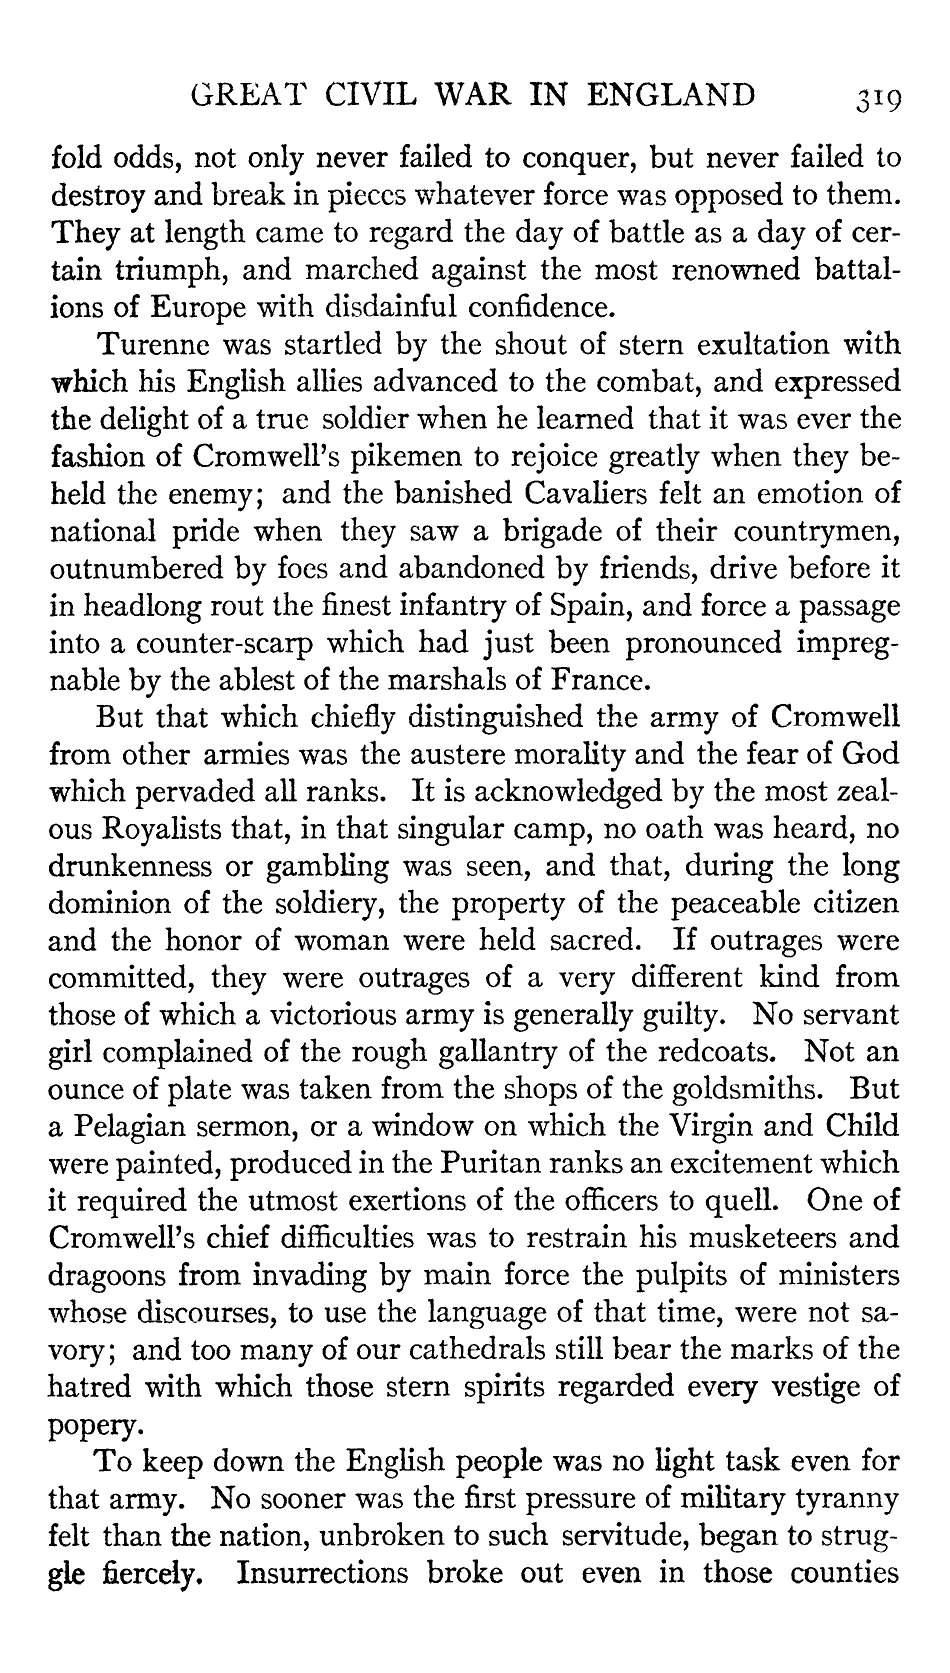 GREAT CIVIL WAR IN ENGLAND 319
fold odds, not only never failed to conquer, but never failed to
destroy and break in pieces whatever force was opposed to them.
They at length came to regard the day of battle as a day of cer-
tain triumph, and marched against the most renowned battal-
ions of Europe with disdainful confidence.
Turenne was startled by the shout of stern exultation with
which his English allies advanced to the combat, and expressed
the delight of a true soldier when he learned that it was ever the
fashion of Cromwell's pikemen to rejoice greatly when they be-
held the enemy; and the banished Cavaliers felt an emotion of
national pride when they saw a brigade of their countrymen,
outnumbered by foes and abandoned by friends, drive before it
in headlong rout the finest infantry of Spain, and force a passage
into a counter-scarp which had just been pronounced impreg-
nable by the ablest of the marshals of France.
But that which chiefly distinguished the army of Cromwell
from other armies was the austere morality and the fear of God
which pervaded all ranks. It is acknowledged by the most zeal-
ous Royalists that, in that singular camp, no oath was heard, no
drunkenness or gambling was seen, and that, during the long
dominion of the soldiery, the property of the peaceable citizen
and the honor of woman were held sacred. If outrages were
committed, they were outrages of a very different kind from
those of which a victorious army is generally guilty. No servant
girl complained of the rough gallantry of the redcoats. Not an
ounce of plate was taken from the shops of the goldsmiths. But
a Pelagian sermon, or a window on which the Virgin and Child
were painted, produced in the Puritan ranks an excitement which
it required the utmost exertions of the officers to quell. One of
Cromwell's chief difficulties was to restrain his musketeers and
dragoons from invading by main force the pulpits of ministers
whose discourses, to use the language of that time, were not sa-
vory; and too many of our cathedrals still bear the marks of the
hatred with which those stern spirits regarded every vestige of
popery.
To keep down the English people was no light task even for
that army. No sooner was the first pressure of military tyranny
felt than the nation, unbroken to such servitude, began to strug-
gle fiercely. Insurrections broke out even in those counties